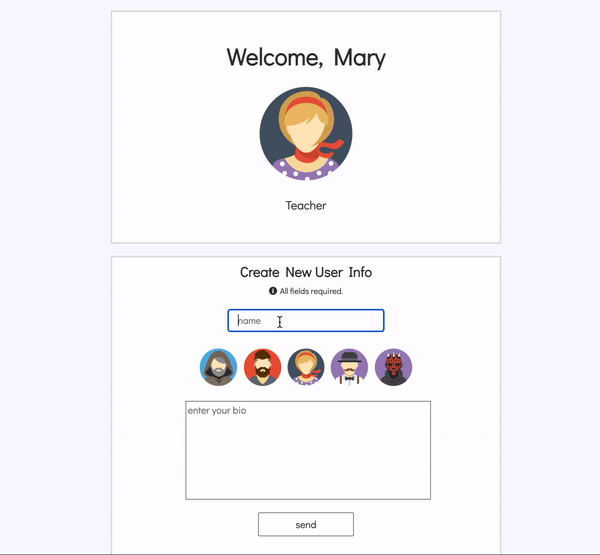 Welcome, Mary
Teacher
Create New User Info
All fields required.
name
enter your bio
send